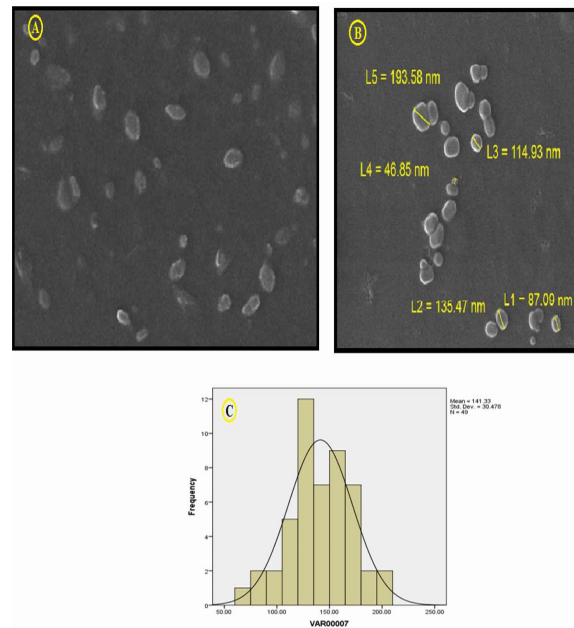 A
B
L5 = 193.58 nm
L3 = 114.93 nm
L4 = 46.85 nm
L2 = 135.47 nm
L1 = 87.09 nm
C
Mean = 141.33
Std. Dev. = 30.478
N = 49
12
10
8
6
4
2
0
Frequency
50.00 100.00 150.00 200.00 250.00
VAR00007